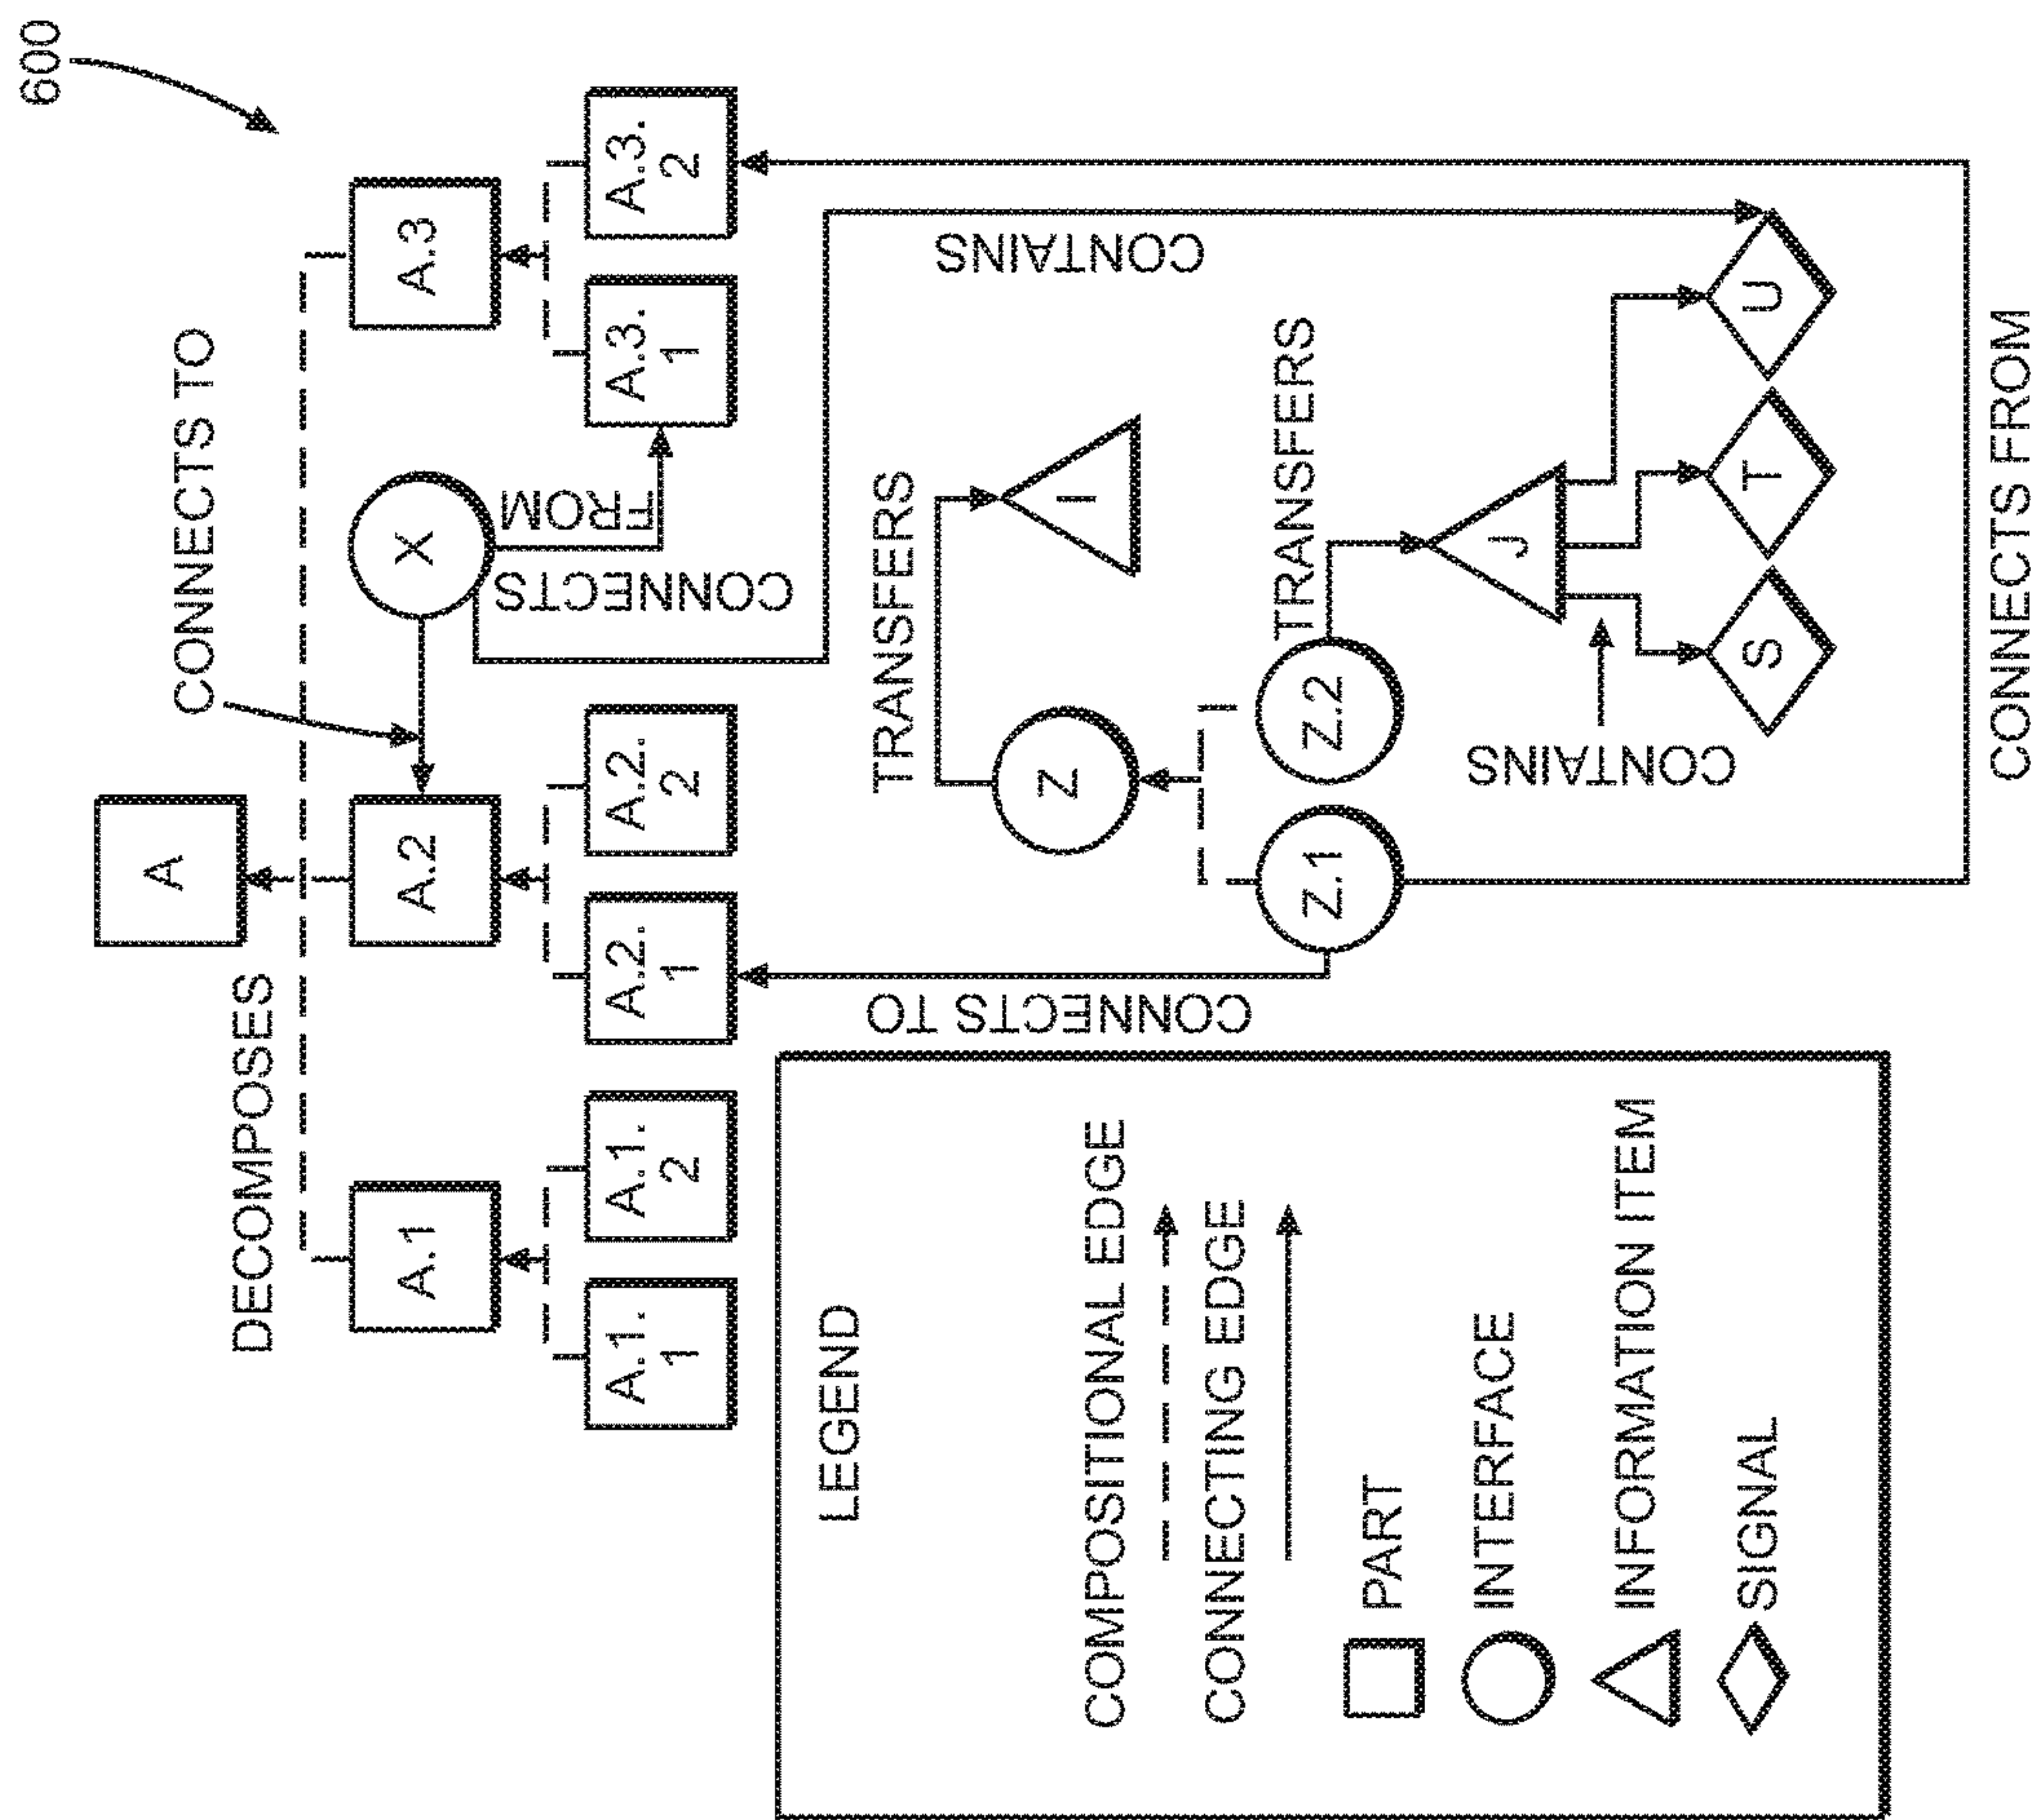 600
CONNECTS TO
DECOMPOSES
A
A.1
A.2
X
A.3
A.1.
1
A.1.
2
A.2.
1
A.2.
2
A.3.
1
A.3.
2
CONNECTS
FROM
CONNECTS TO
TRANSFERS
CONTAINS
Z
I
Z.1
Z.2
TRANSFERS
J
CONTAINS
S
T
U
CONNECTS FROM
LEGEND
COMPOSITIONAL EDGE
CONNECTING EDGE
PART
INTERFACE
INFORMATION ITEM
SIGNAL